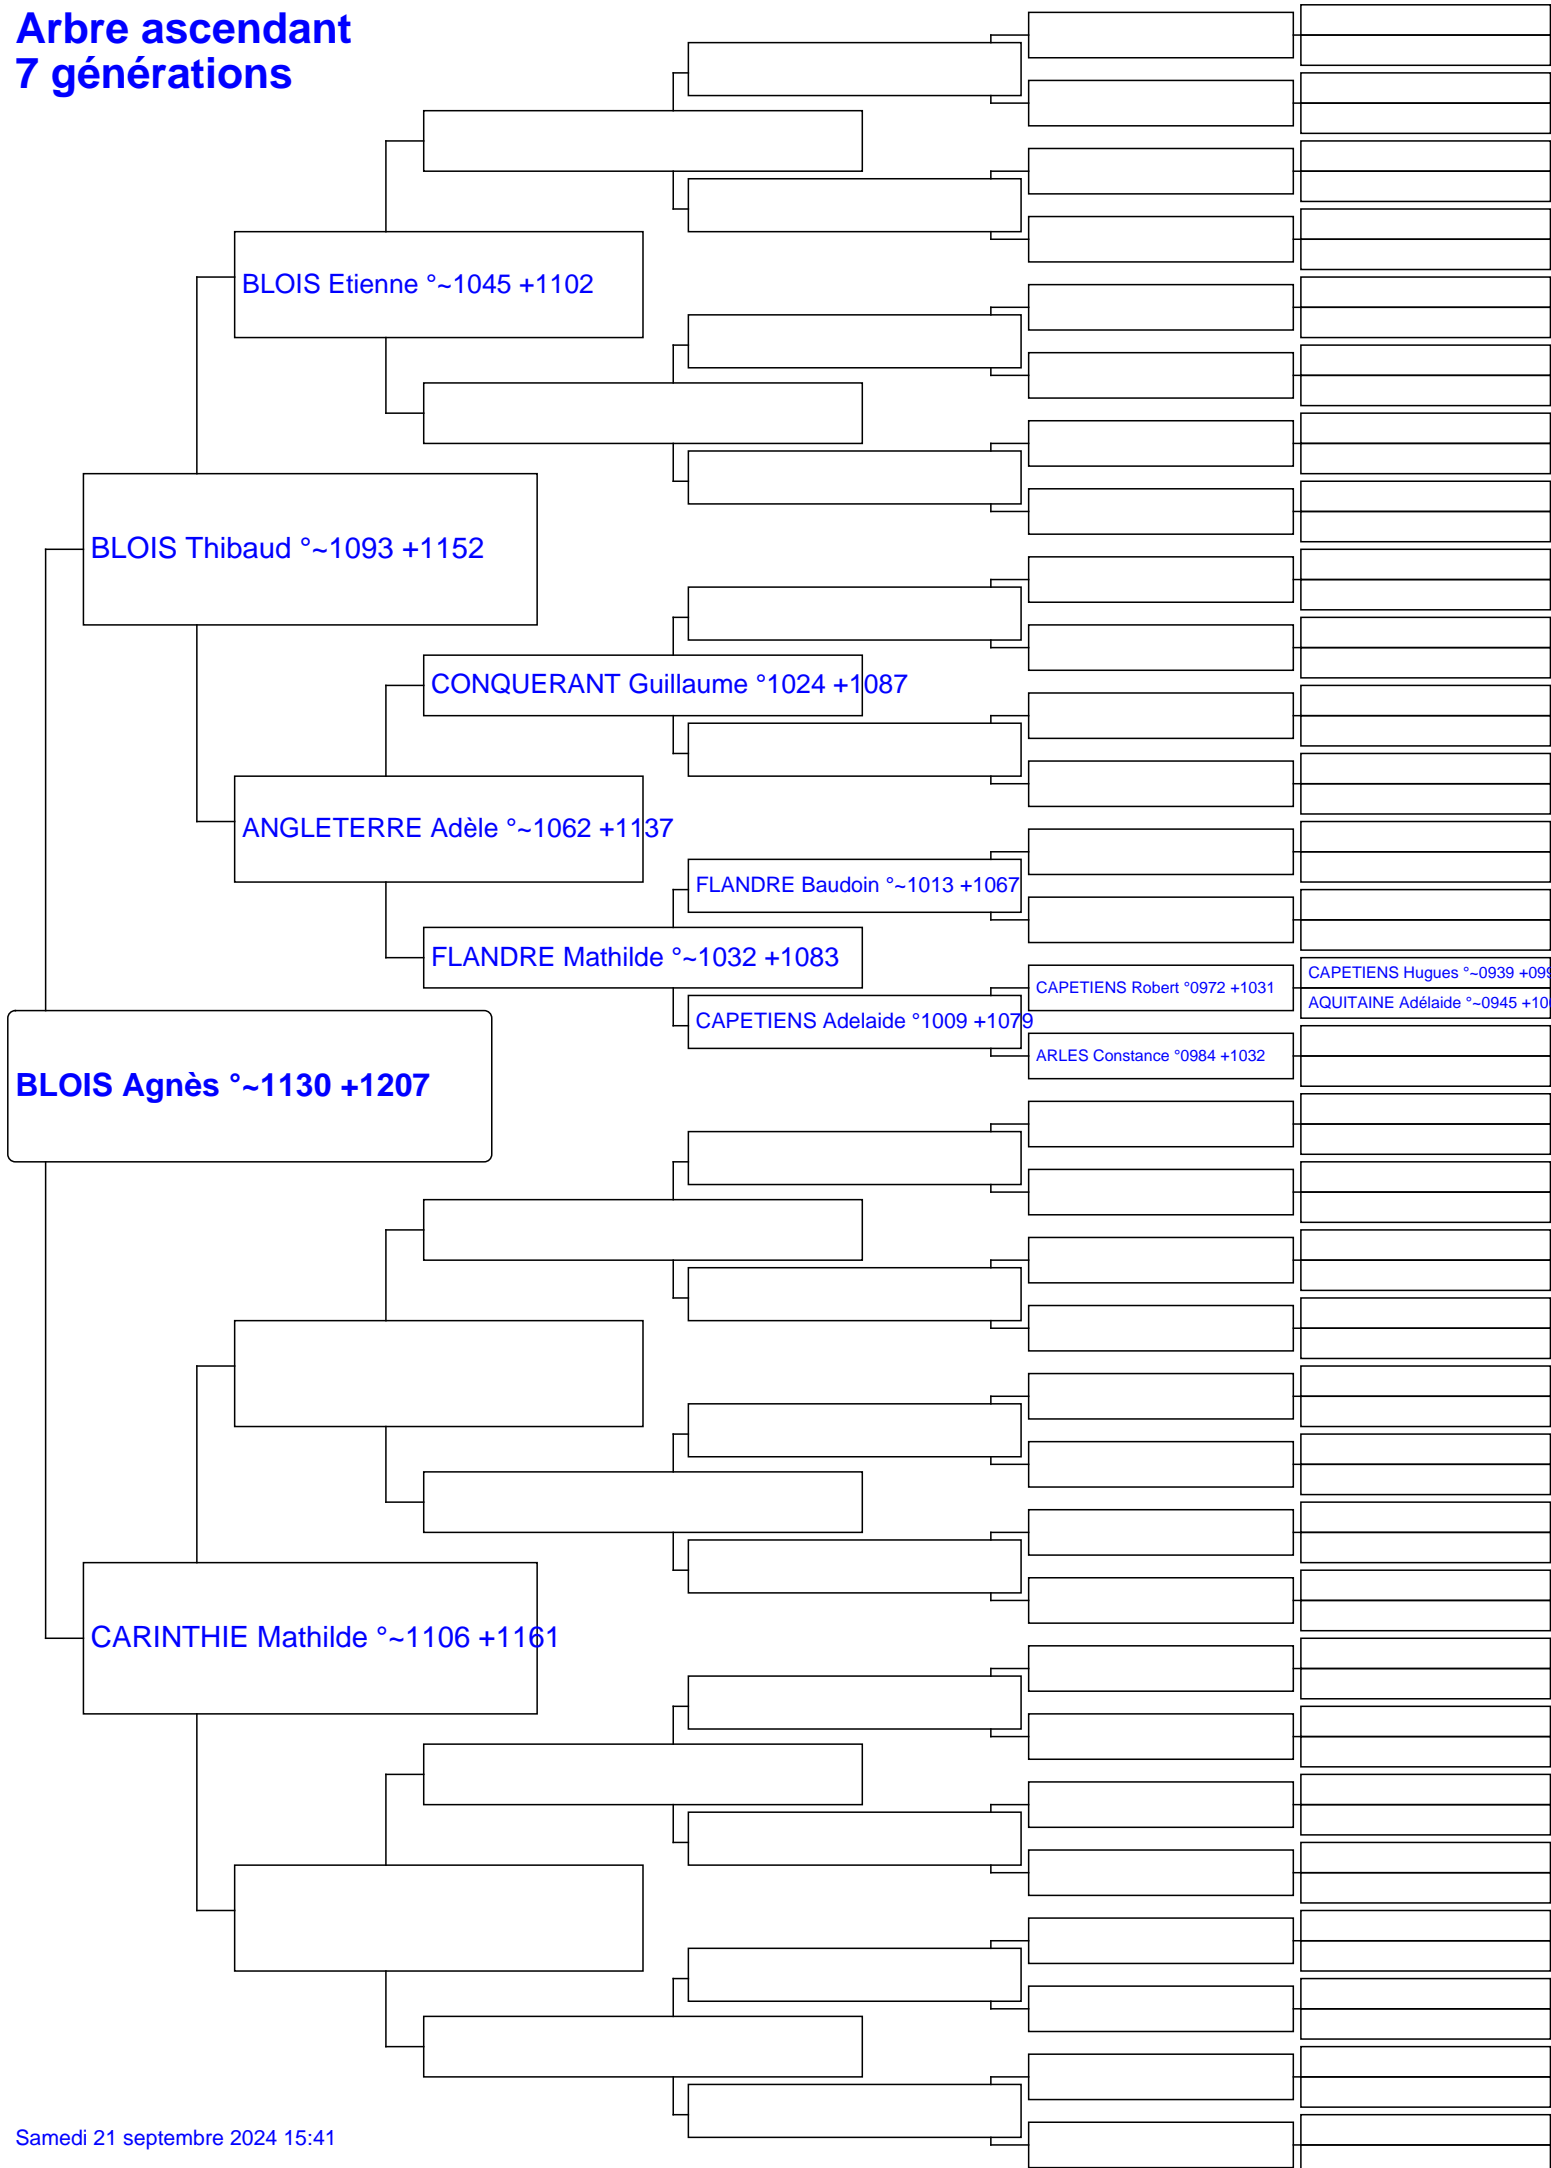 Arbre ascendant
7 générations
BLOIS Etienne °~1045 +1102
BLOIS Thibaud °~1093 +1152
CONQUERANT Guillaume °1024 +1087
ANGLETERRE Adèle °~1062 +1137
FLANDRE Baudoin °~1013 +1067
FLANDRE Mathilde °~1032 +1083
CAPETIENS Hugues °~0939 +099
CAPETIENS Robert °0972 +1031
AQUITAINE Adélaide °~0945 +10
CAPETIENS Adelaide °1009 +1079
ARLES Constance °0984 +1032
BLOIS Agnès °~1130 +1207
CARINTHIE Mathilde °~1106 +1161
Samedi 21 septembre 2024 15:41